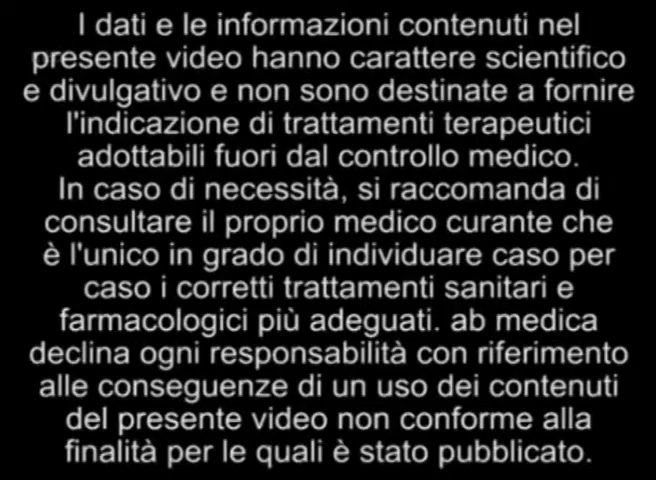 I dati e le informazioni contenuti nel
presente video hanno carattere scientifico
e divulgativo e non sono destinate a fornire
l'indicazione di trattamenti terapeutici
adottabili fuori dal controllo medico.
In caso di necessità, si raccomanda di
consultare il proprio medico curante che
è l'unico in grado di individuare caso per
caso i corretti trattamenti sanitari e
farmacologici più adeguati. ab medica
declina ogni responsabilità con riferimento
alle conseguenze di un uso dei contenuti
del presente video non conforme alla
finalità per le quali è stato pubblicato.